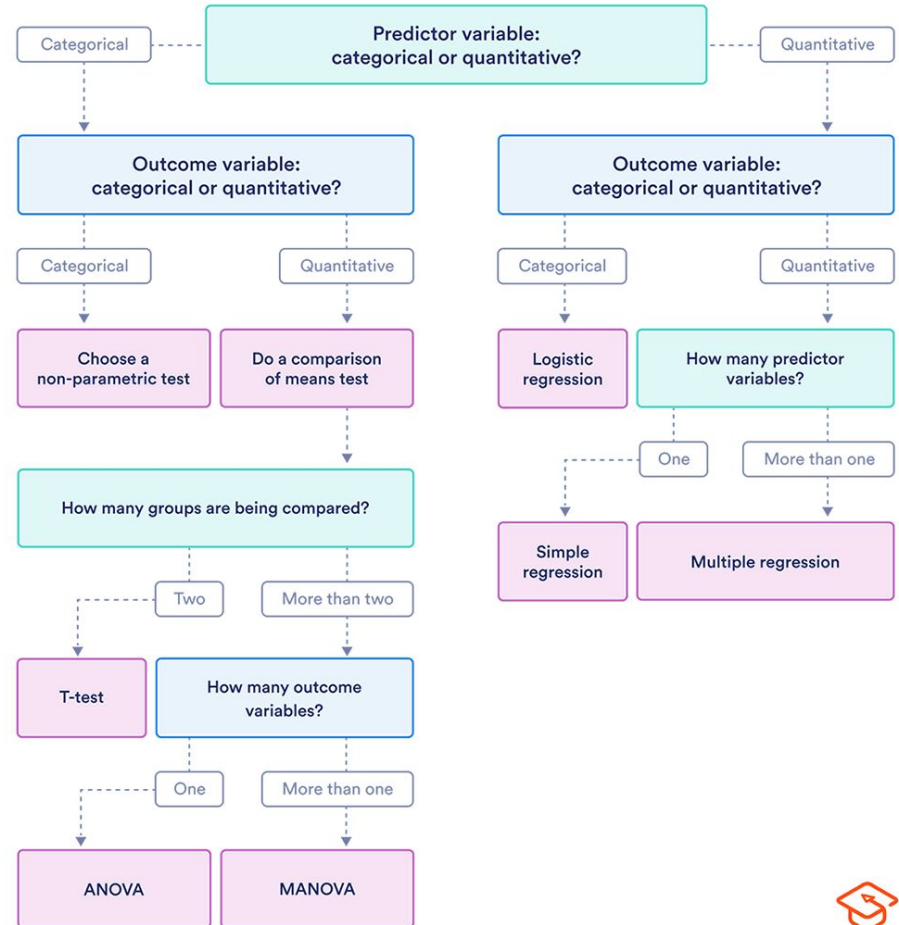 Predictor variable:
categorical or quantitative?
Categorical
Quantitative
Outcome variable:
categorical or quantitative?
Outcome variable:
categorical or quantitative?
Categorical
Quantitative
Categorical
Quantitative
Choose a
non-parametric test
Do a comparison
of means test
Logistic
regression
How many predictor
variables?
One
More than one
How many groups are being compared?
Simple
regression
Multiple regression
Two
More than two
T-test
How many outcome
variables?
One
More than one
ANOVA
MANOVA